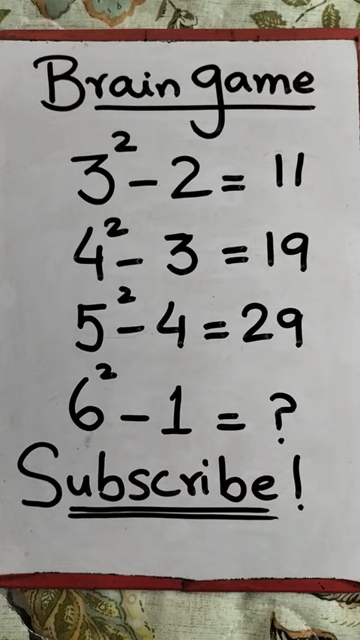 Brain game
3² - 2 = 11
4² - 3 = 19
5² - 4 = 29
6² - 1 = ?
Subscribe!